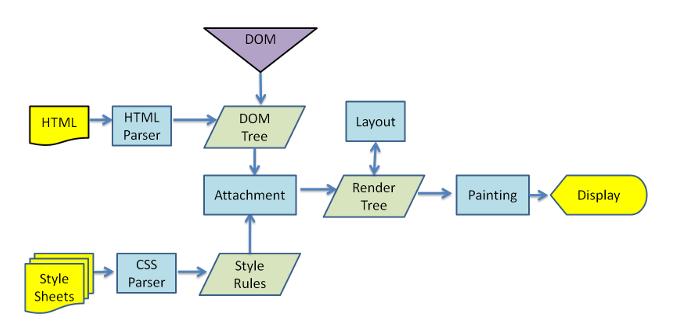 DOM
HTML
HTML
Parser
DOM
Tree
Layout
Attachment
Render
Tree
Painting
Display
Style
Sheets
CSS
Parser
Style
Rules